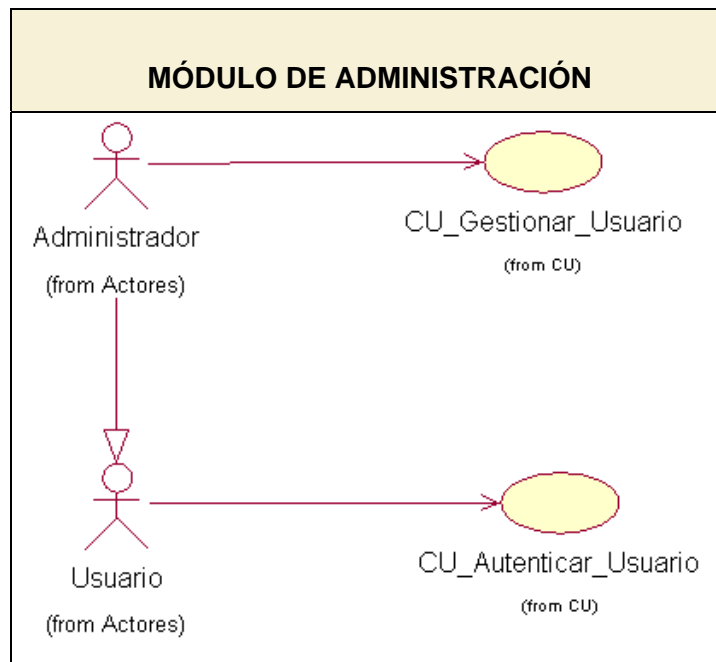 MÓDULO DE ADMINISTRACIÓN
Administrador
(from Actores)
CU_Gestionar_Usuario
(from CU)
Usuario
(from Actores)
CU_Autenticar_Usuario
(from CU)